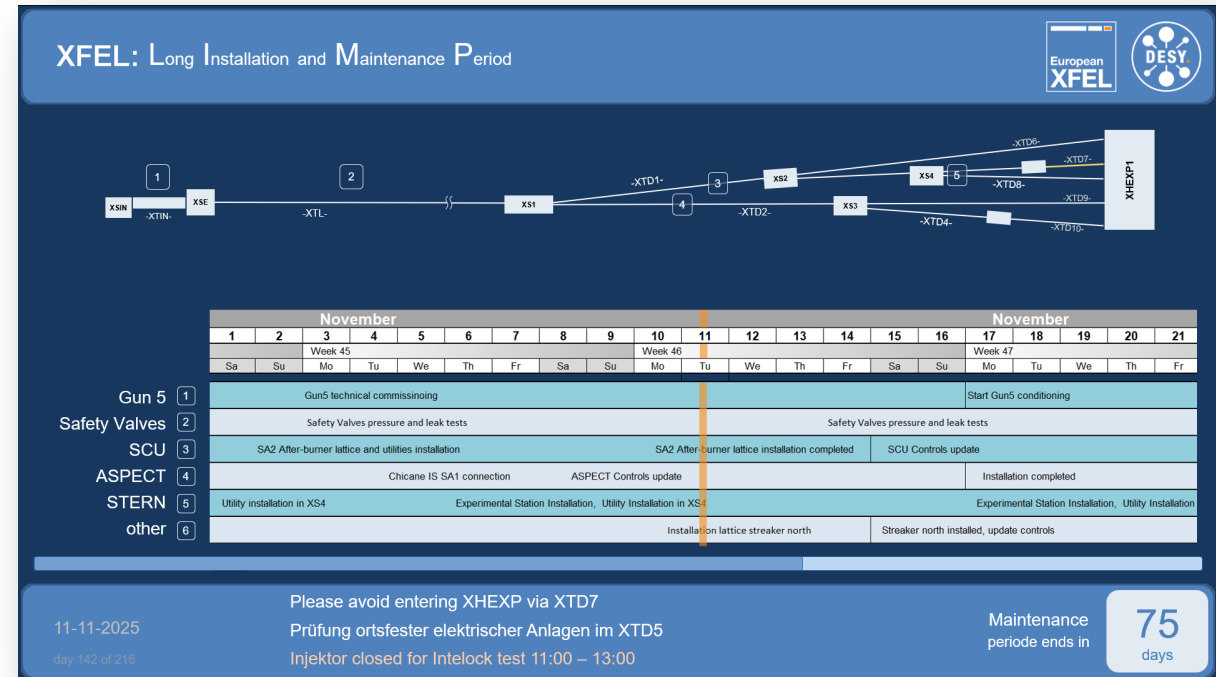 XFEL: Long Installation and Maintenance Period
European
XFEL
DESY.
1
2
3
4
5
XSIN
-XTIN-
XSE
-XTL-
XS1
-XTD1-
-XTD2-
XS2
XS3
XS4
-XTD4-
-XTD6-
-XTD7-
-XTD8-
-XTD9-
-XTD10-
XHEXP1
November November
1 2 3 4 5 6 7 8 9 10 11 12 13 14 15 16 17 18 19 20 21
Week 45 Week 46 Week 47
Sa Su Mo Tu We Th Fr Sa Su Mo Tu We Th Fr Sa Su Mo Tu We Th Fr
Gun 5 1 Gun5 technical commissinoing Start Gun5 conditioning
Safety Valves 2 Safety Valves pressure and leak tests Safety Valves pressure and leak tests
SCU 3 SA2 After-burner lattice and utilities installation SA2 After-burner lattice installation completed SCU Controls update
ASPECT 4 Chicane IS SA1 connection ASPECT Controls update Installation completed
STERN 5 Utility installation in XS4 Experimental Station Installation, Utility Installation in XS4 Experimental Station Installation, Utility Installation
other 6 Installation lattice streaker north Streaker north installed, update controls
11-11-2025
day 142 of 216
Please avoid entering XHEXP via XTD7
Prüfung ortsfester elektrischer Anlagen im XTD5
Injektor closed for Intelock test 11:00 – 13:00
Maintenance
periode ends in
75
days